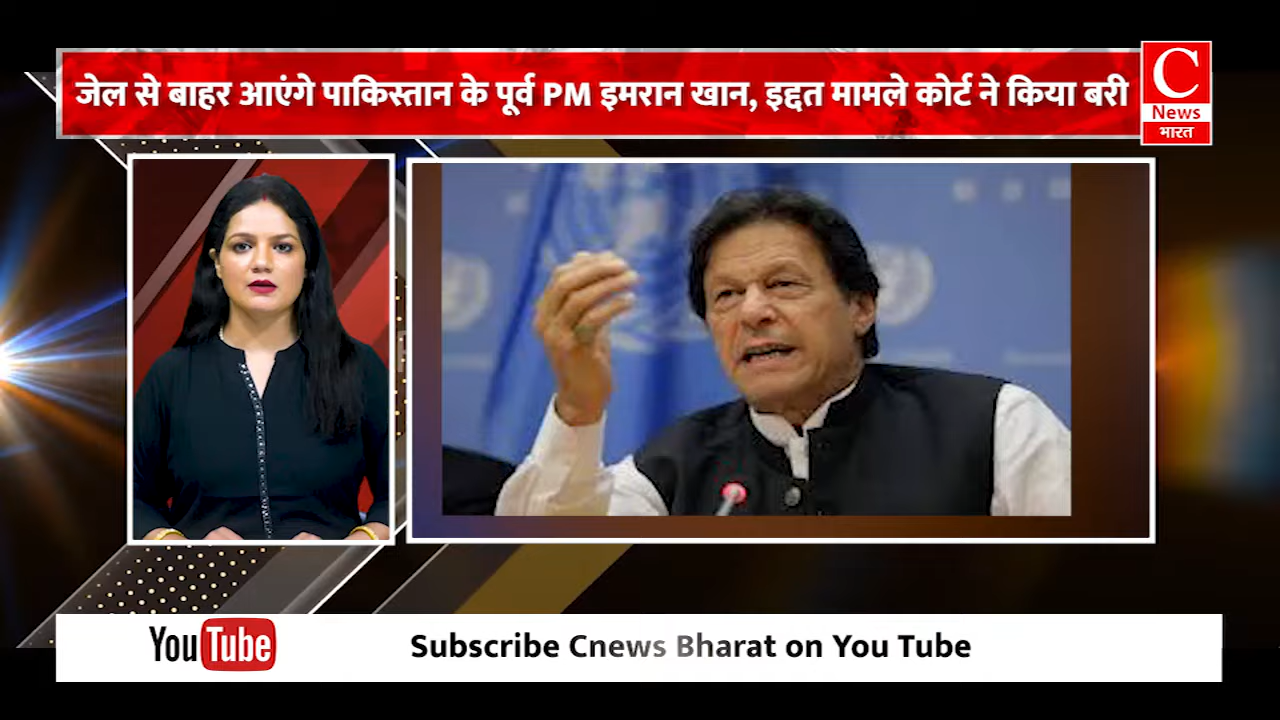 जेल से बाहर आएंगे पाकिस्तान के पूर्व PM इमरान खान, इद्दत मामले कोर्ट ने किया बरी
C
News
भारत
YouTube
Subscribe Cnews Bharat on You Tube